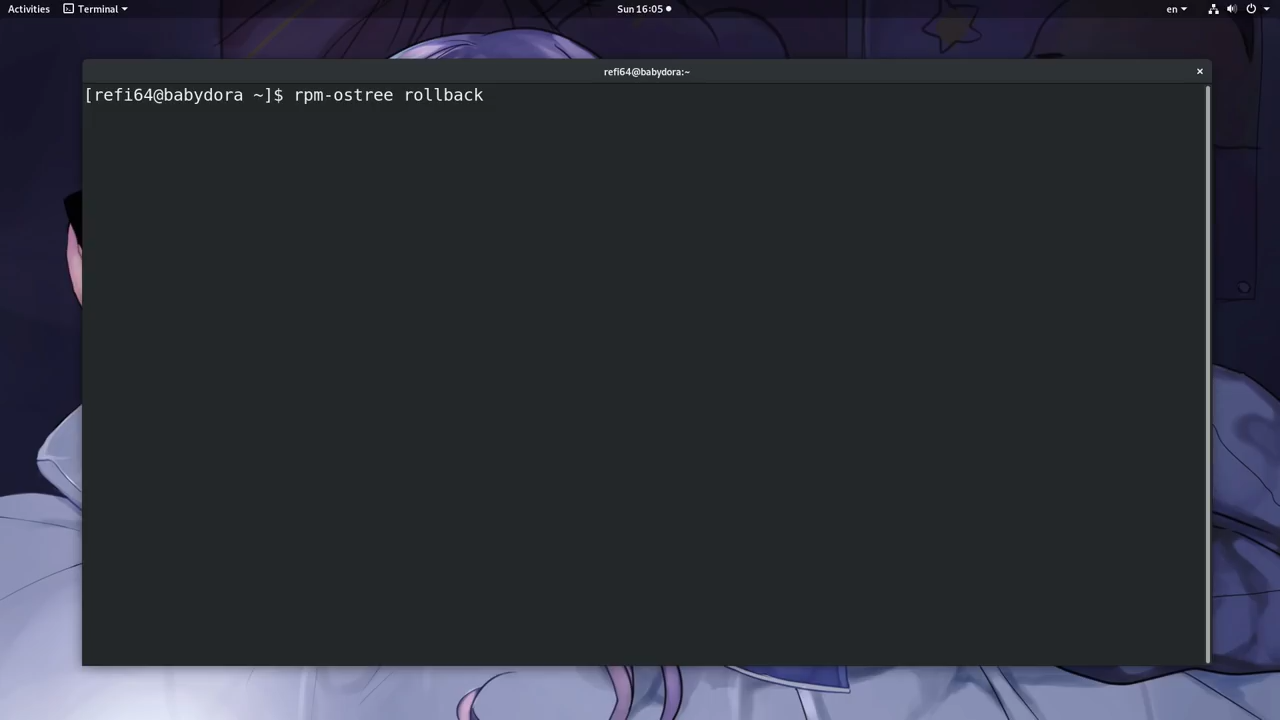 Activities Terminal Sun 16:05 en
refi64@babydora:~
[refi64@babydora ~]$ rpm-ostree rollback